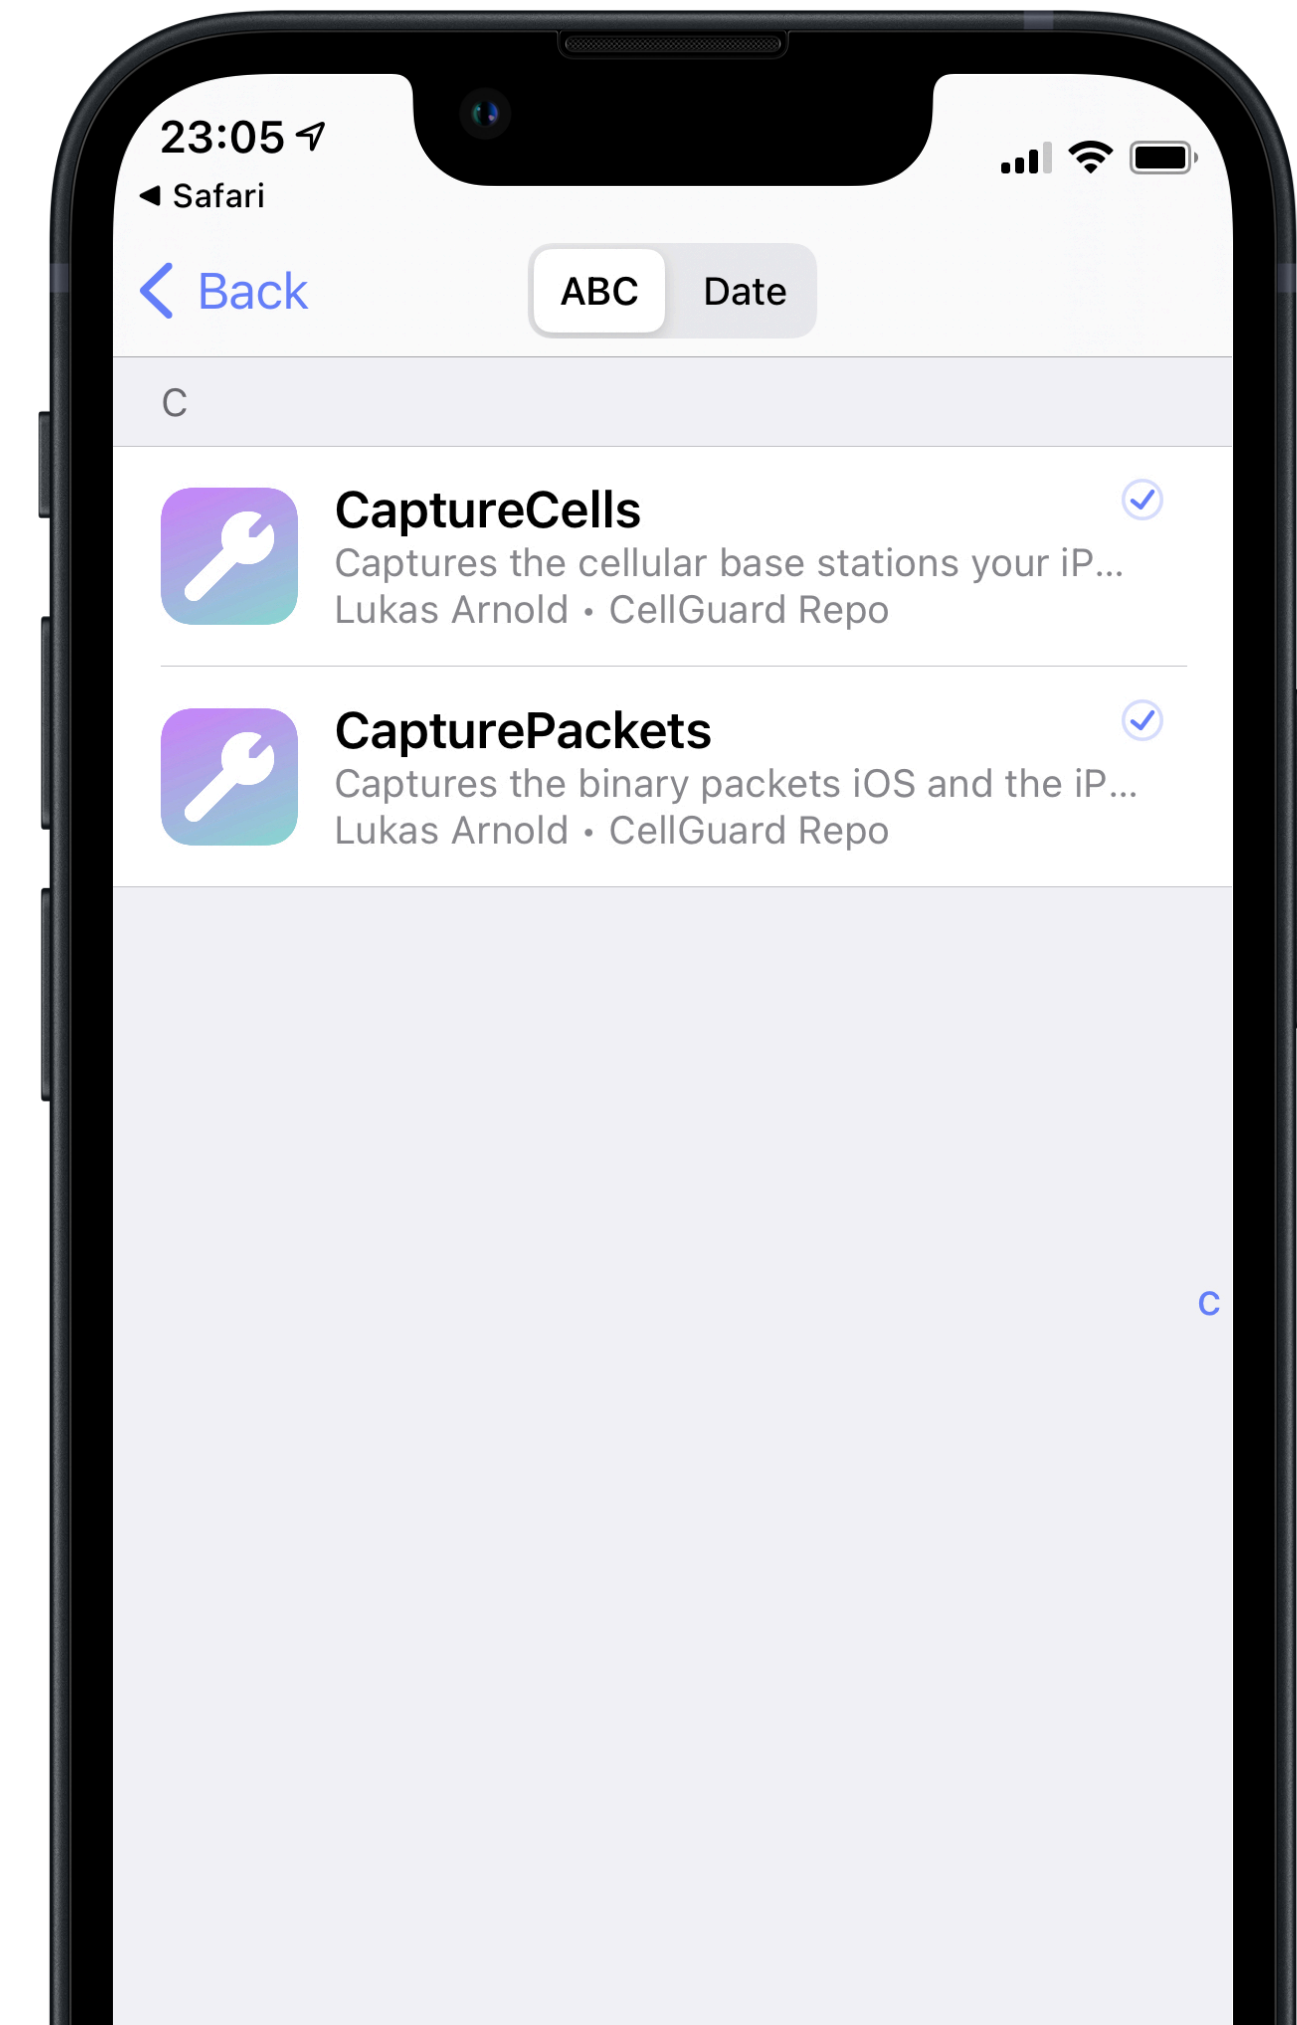 23:05
Safari
Back
ABC
Date
C
CaptureCells
Captures the cellular base stations your iP...
Lukas Arnold • CellGuard Repo
CapturePackets
Captures the binary packets iOS and the iP...
Lukas Arnold • CellGuard Repo
C